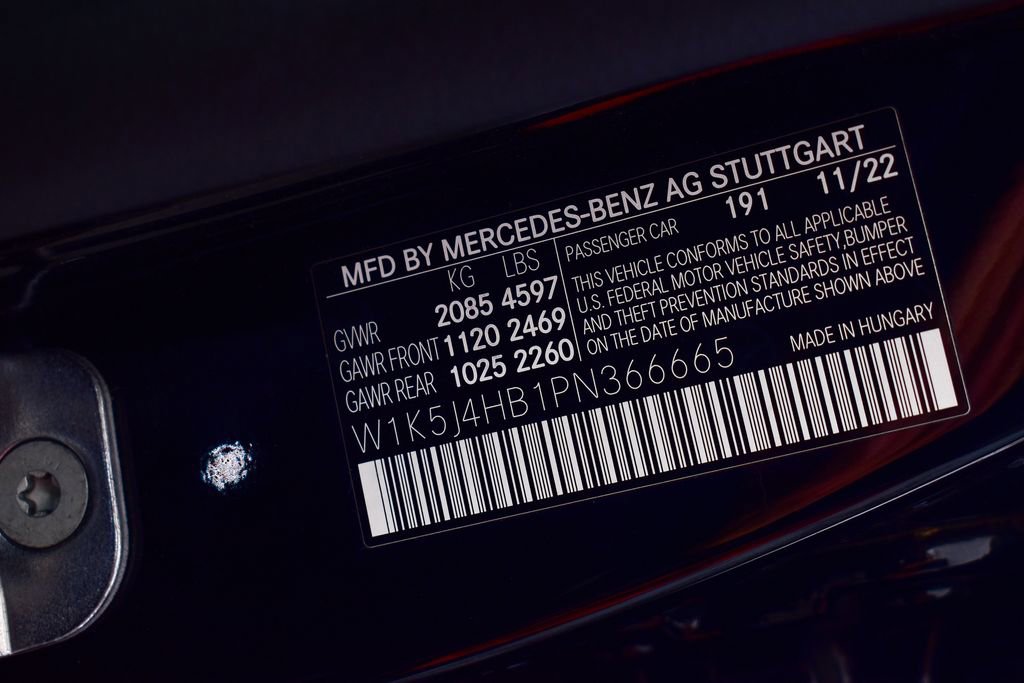 MFD BY MERCEDES-BENZ AG STUTTGART
KG LBS
GVWR 2085 4597
GAWR FRONT 1120 2469
GAWR REAR 1025 2260
PASSENGER CAR 191 11/22
THIS VEHICLE CONFORMS TO ALL APPLICABLE
U.S. FEDERAL MOTOR VEHICLE SAFETY,BUMPER
AND THEFT PREVENTION STANDARDS IN EFFECT
ON THE DATE OF MANUFACTURE SHOWN ABOVE
W1K5J4HB1PN366665
MADE IN HUNGARY